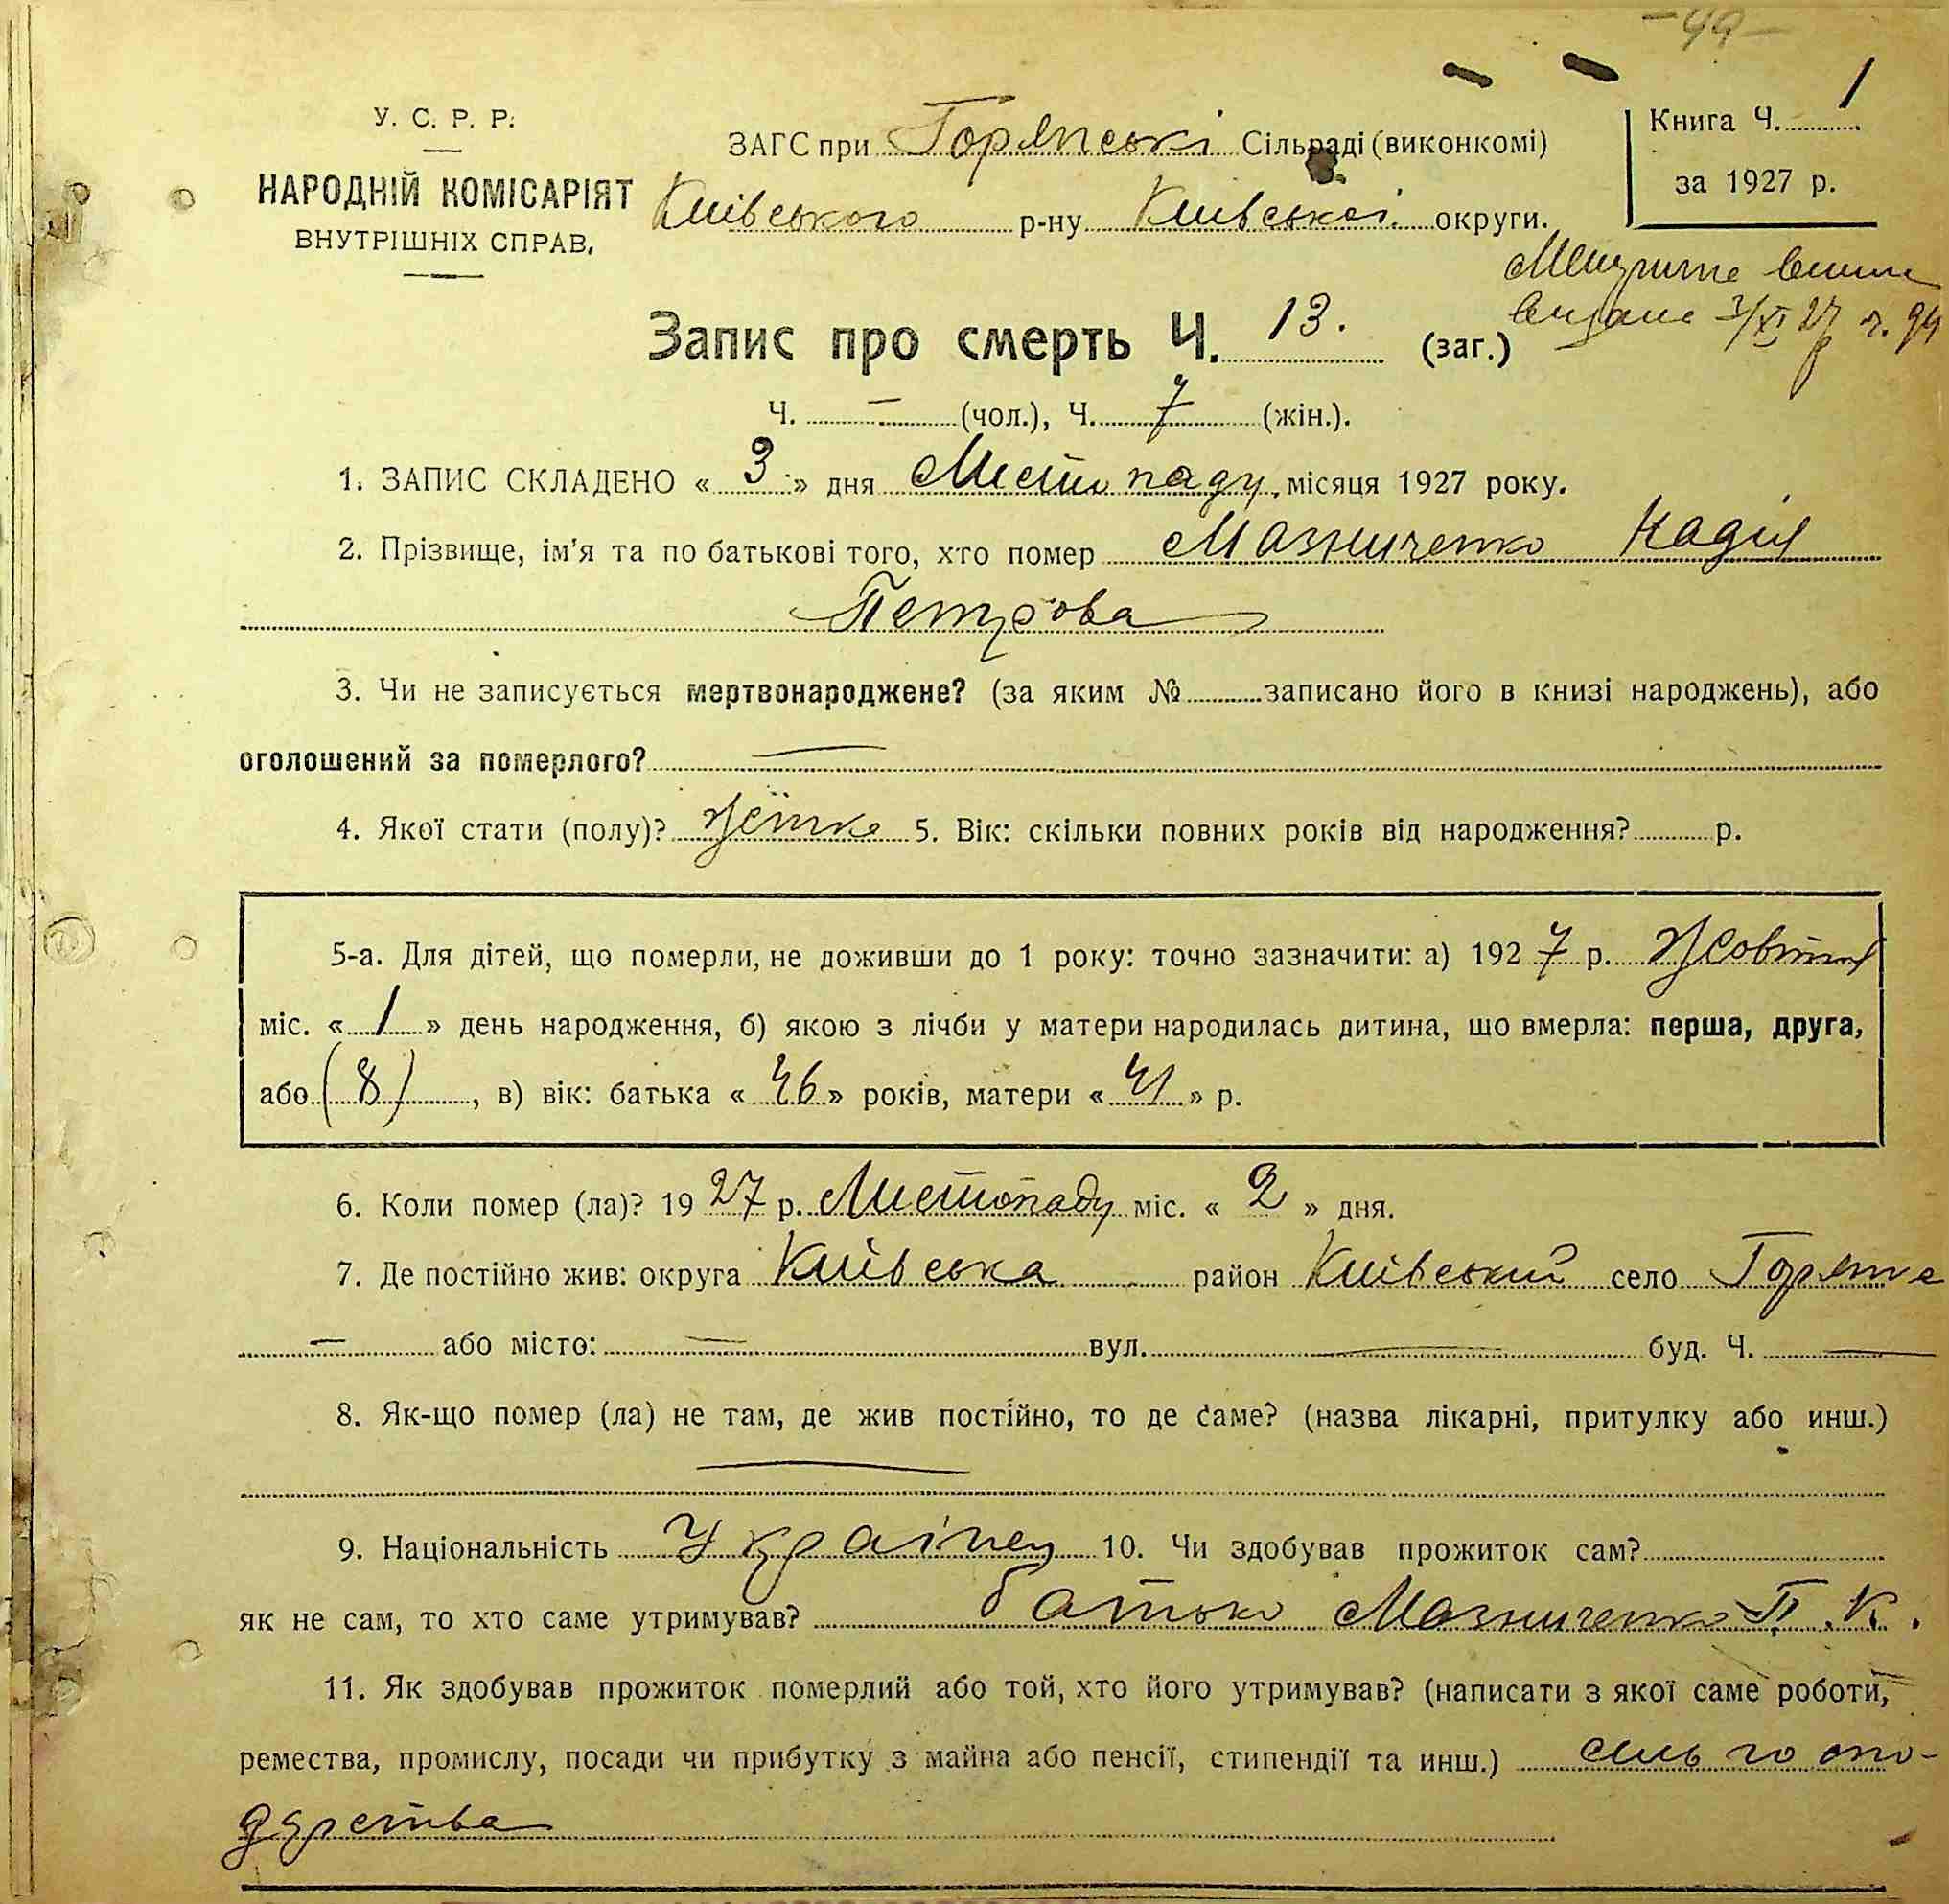 - 49 -
У. С. Р. Р.
НАРОДНІЙ КОМІСАРІЯТ
ВНУТРІШНІХ СПРАВ,
ЗАГС при Горянські Сільраді (виконкомі)
Київського р-ну Київської округи.
Книга Ч. 1
за 1927 р.
видане 3/XI 27 р.
Запис про смерть Ч. 13. (заг.)
Ч. — (чол.), Ч. 7 (жін.).
1. ЗАПИС СКЛАДЕНО « 3 » дня Листопаду місяця 1927 року.
2. Прізвище, ім'я та по батькові того, хто помер Мазниченко Надія
Петрова
3. Чи не записується мертвонароджене? (за яким № записано його в книзі народжень), або
оголошений за померлого? —
4. Якої стати (полу)? 5. Вік: скільки повних років від народження? р.
5-а. Для дітей, що померли, не доживши до 1 року: точно зазначити: а) 1927 р. Жовтня
міс. « 1 » день народження, б) якою з лічби у матери народилась дитина, що вмерла: перша, друга,
або (8) , в) вік: батька « 46 » років, матери « 41 » р.
6. Коли помер (ла)? 1927 р. Листопаду міс. « 2 » дня.
7. Де постійно жив: округа Київська район Київский село Горянка
— або місто: — вул. — буд. Ч. —
8. Як-що помер (ла) не там, де жив постійно, то де саме? (назва лікарні, притулку або инш.)
—
9. Національність Українец 10. Чи здобував прожиток сам?
як не сам, то хто саме утримував? батько Мазниченко П. К.
11. Як здобував прожиток померлий або той, хто його утримував? (написати з якої саме роботи,
ремества, промислу, посади чи прибутку з майна або пенсії, стипендії та инш.) сильгоспо-
дарства